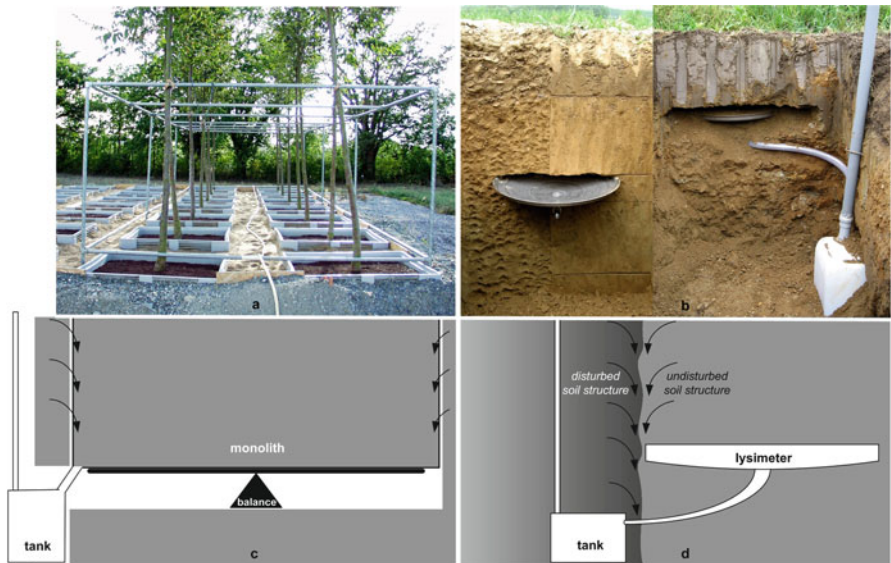 a
b
disturbed
soil structure
undisturbed
soil structure
monolith
lysimeter
balance
tank
c
tank
d